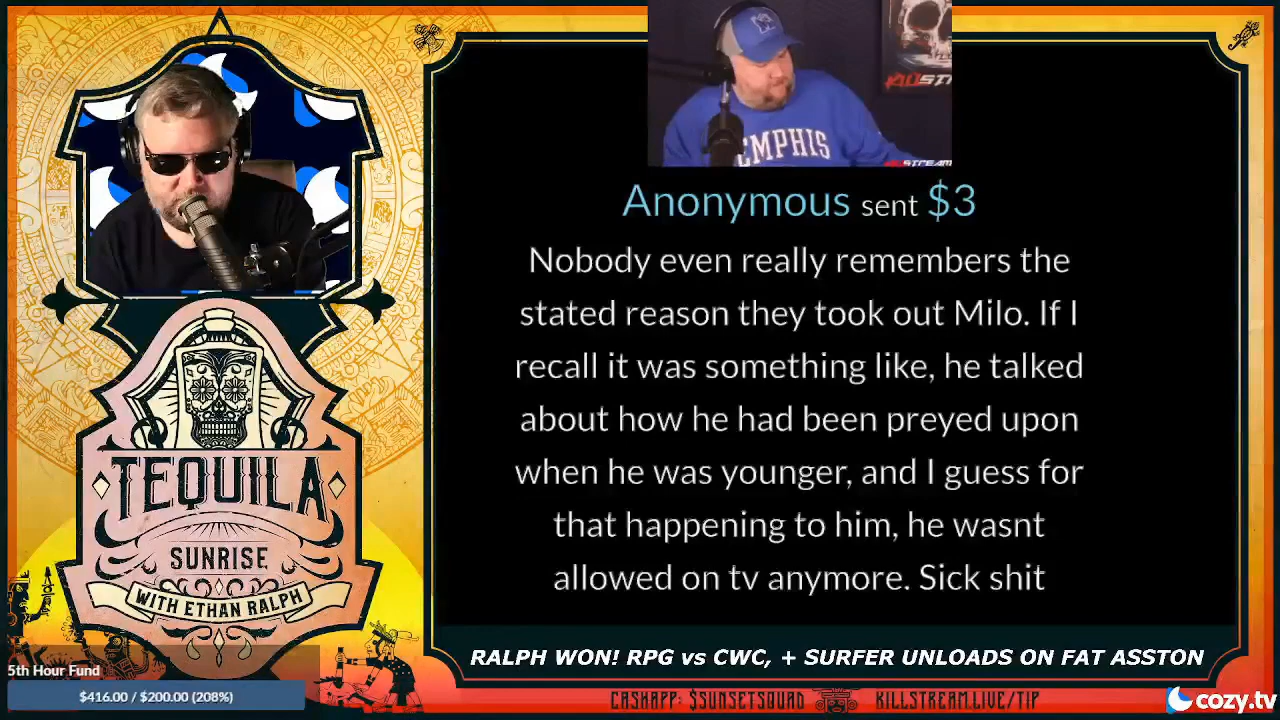 KILLSTREAM
MEMPHIS
KILLSTREAM
Anonymous sent $3
Nobody even really remembers the
stated reason they took out Milo. If I
recall it was something like, he talked
about how he had been preyed upon
when he was younger, and I guess for
that happening to him, he wasnt
allowed on tv anymore. Sick shit
TEQUILA
SUNRISE
WITH ETHAN RALPH
5th Hour Fund
$416.00 / $200.00 (208%)
RALPH WON! RPG vs CWC, + SURFER UNLOADS ON FAT ASSTON
CASHAPP: $SUNSETSQUAD KILLSTREAM.LIVE/TIP
cozy.tv